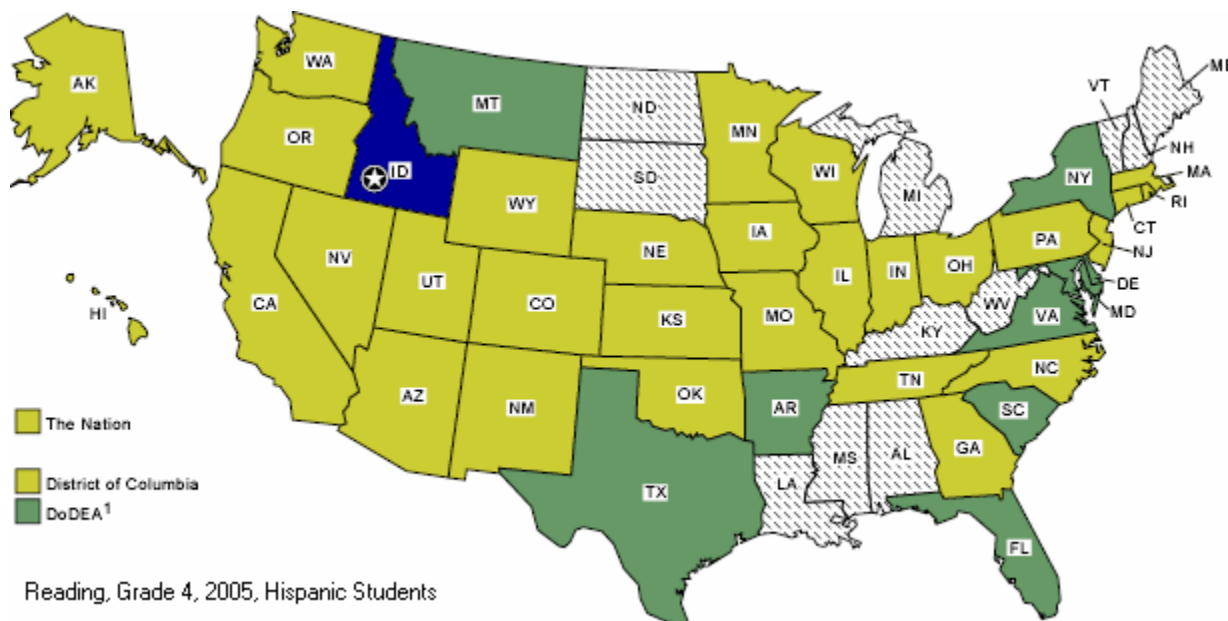 AK
WA
OR
CA
HI
NV
ID
MT
WY
UT
CO
AZ
NM
ND
SD
NE
KS
OK
TX
MN
IA
MO
AR
LA
WI
IL
IN
MI
OH
KY
TN
MS
AL
GA
FL
SC
NC
VA
WV
PA
NY
VT
ME
NH
MA
RI
CT
NJ
DE
MD
The Nation
District of Columbia
DoDEA1
Reading, Grade 4, 2005, Hispanic Students